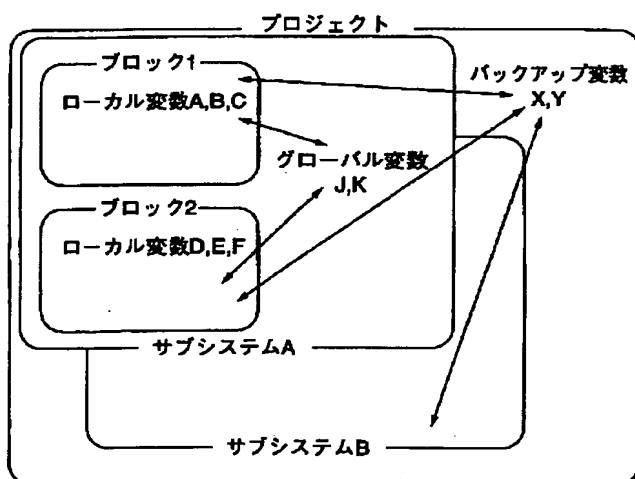 プロジェクト
ブロック1
ローカル変数A,B,C
バックアップ変数
X,Y
グローバル変数
J,K
ブロック2
ローカル変数D,E,F
サブシステムA
サブシステムB